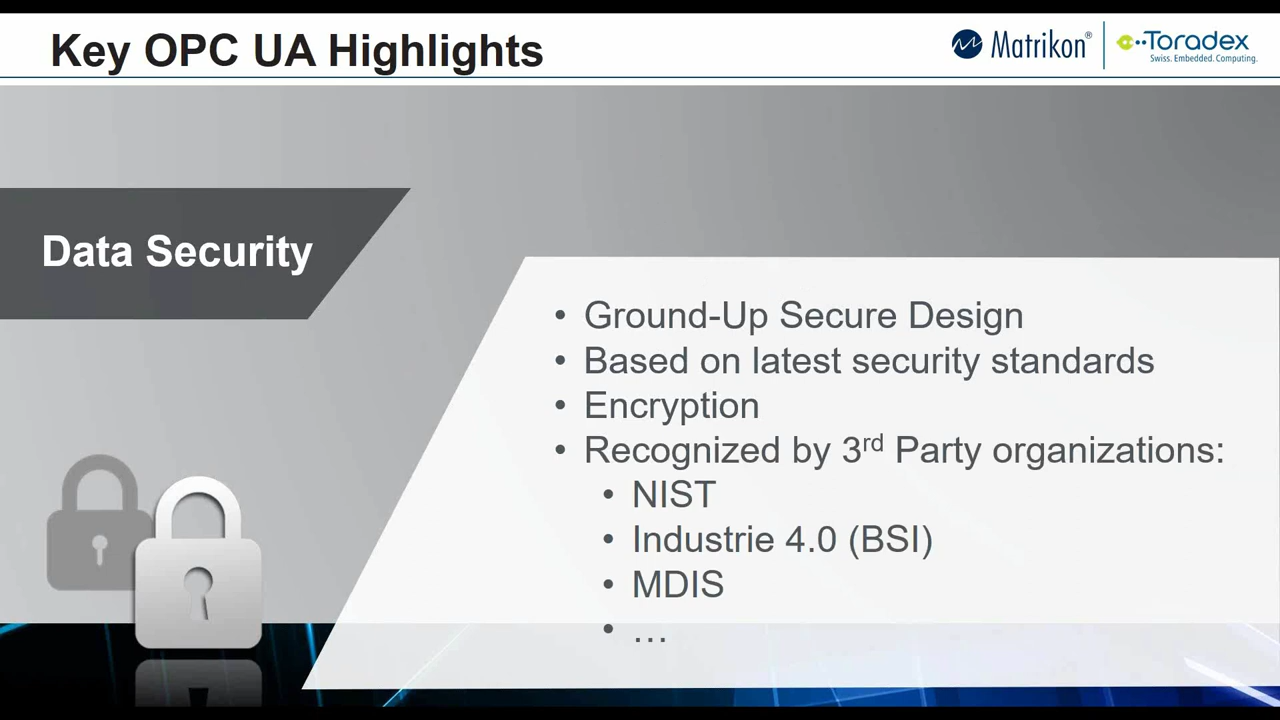 Key OPC UA Highlights
Matrikon®
Toradex
Swiss. Embedded. Computing.
Data Security
• Ground-Up Secure Design
• Based on latest security standards
• Encryption
• Recognized by 3rd Party organizations:
• NIST
• Industrie 4.0 (BSI)
• MDIS
• …